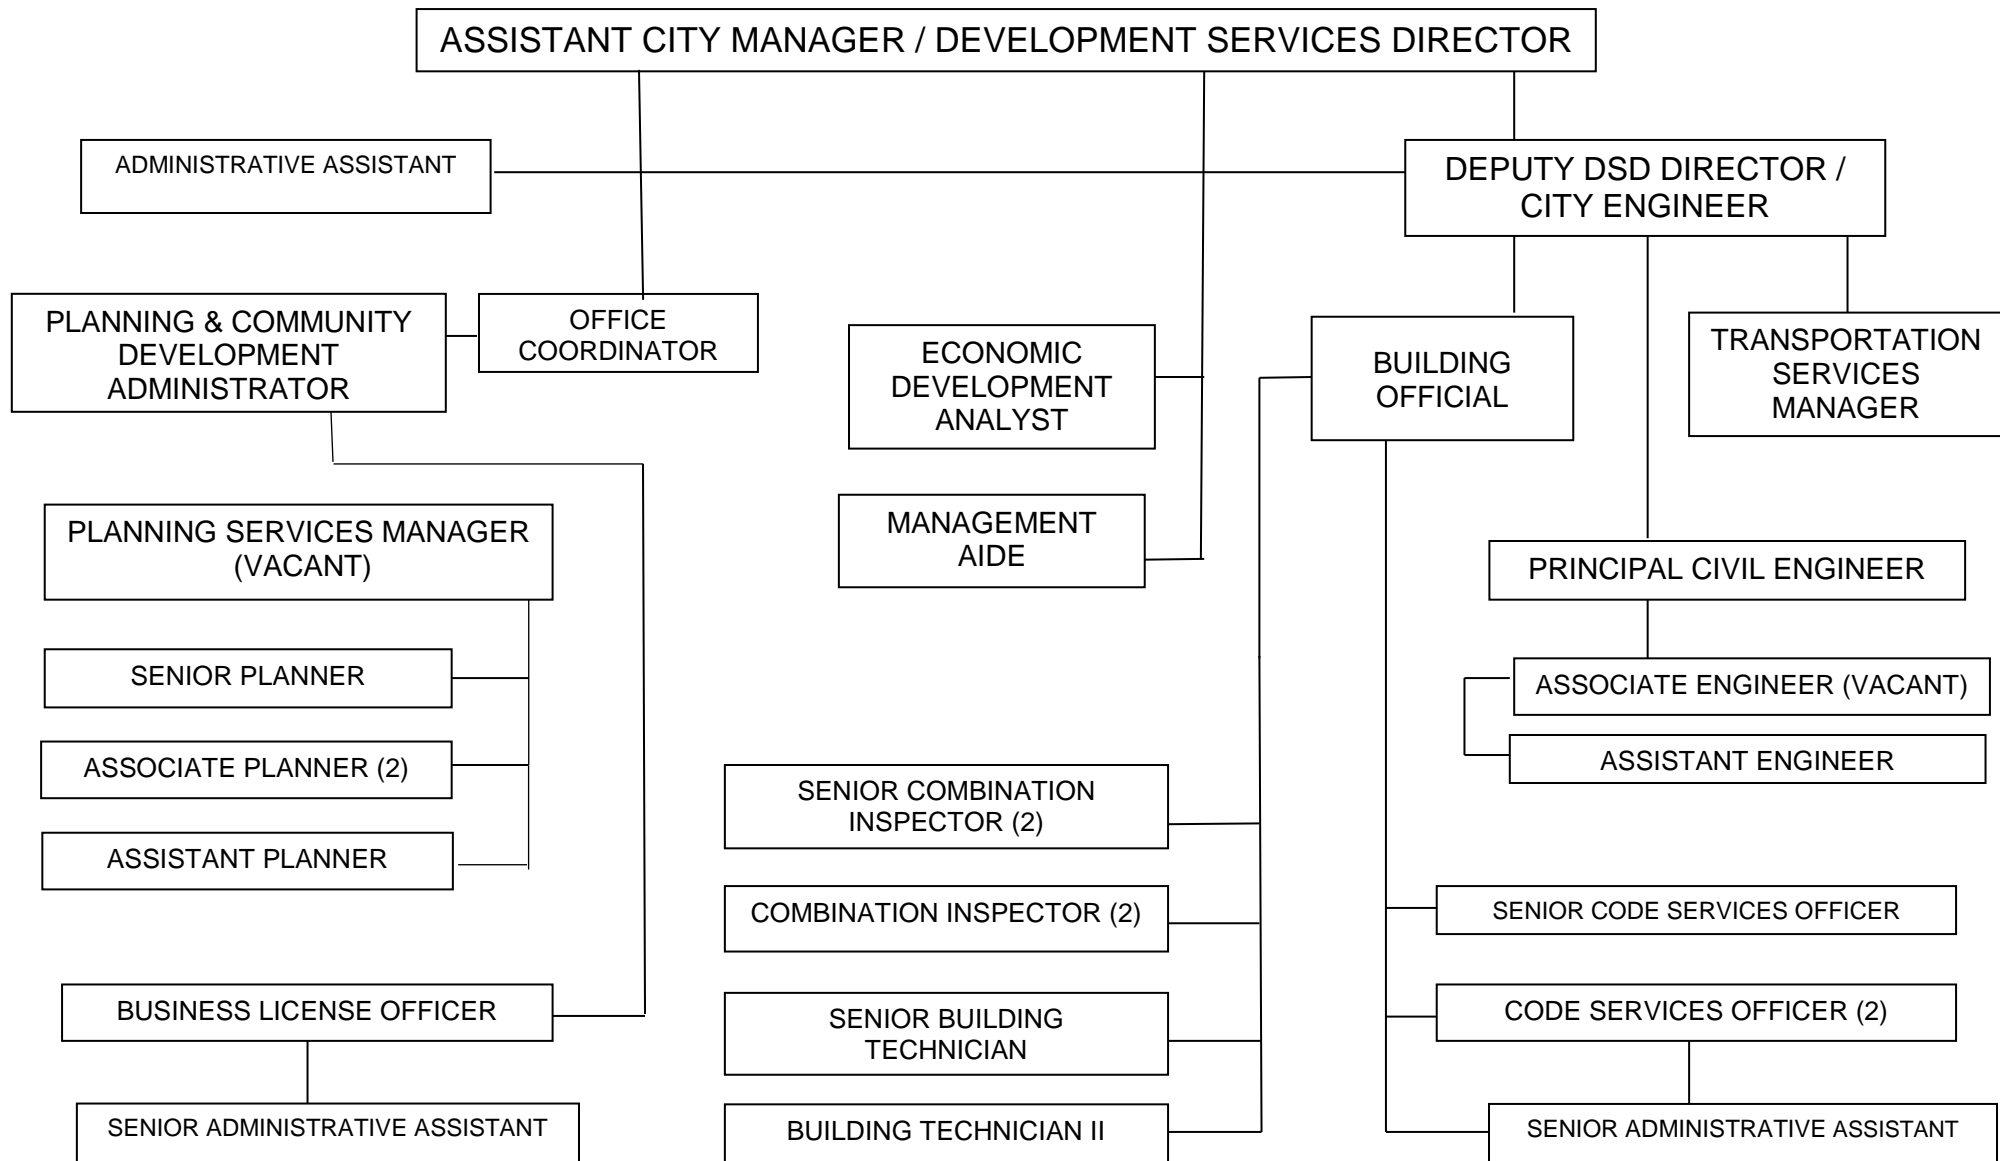 ASSISTANT CITY MANAGER / DEVELOPMENT SERVICES DIRECTOR
ADMINISTRATIVE ASSISTANT
DEPUTY DSD DIRECTOR /
CITY ENGINEER
PLANNING & COMMUNITY
DEVELOPMENT
ADMINISTRATOR
OFFICE
COORDINATOR
ECONOMIC
DEVELOPMENT
ANALYST
BUILDING
OFFICIAL
TRANSPORTATION
SERVICES
MANAGER
PLANNING SERVICES MANAGER
(VACANT)
MANAGEMENT
AIDE
PRINCIPAL CIVIL ENGINEER
SENIOR PLANNER
ASSOCIATE ENGINEER (VACANT)
ASSOCIATE PLANNER (2)
ASSISTANT ENGINEER
SENIOR COMBINATION
INSPECTOR (2)
ASSISTANT PLANNER
COMBINATION INSPECTOR (2)
SENIOR CODE SERVICES OFFICER
BUSINESS LICENSE OFFICER
SENIOR BUILDING
TECHNICIAN
CODE SERVICES OFFICER (2)
SENIOR ADMINISTRATIVE ASSISTANT
BUILDING TECHNICIAN II
SENIOR ADMINISTRATIVE ASSISTANT